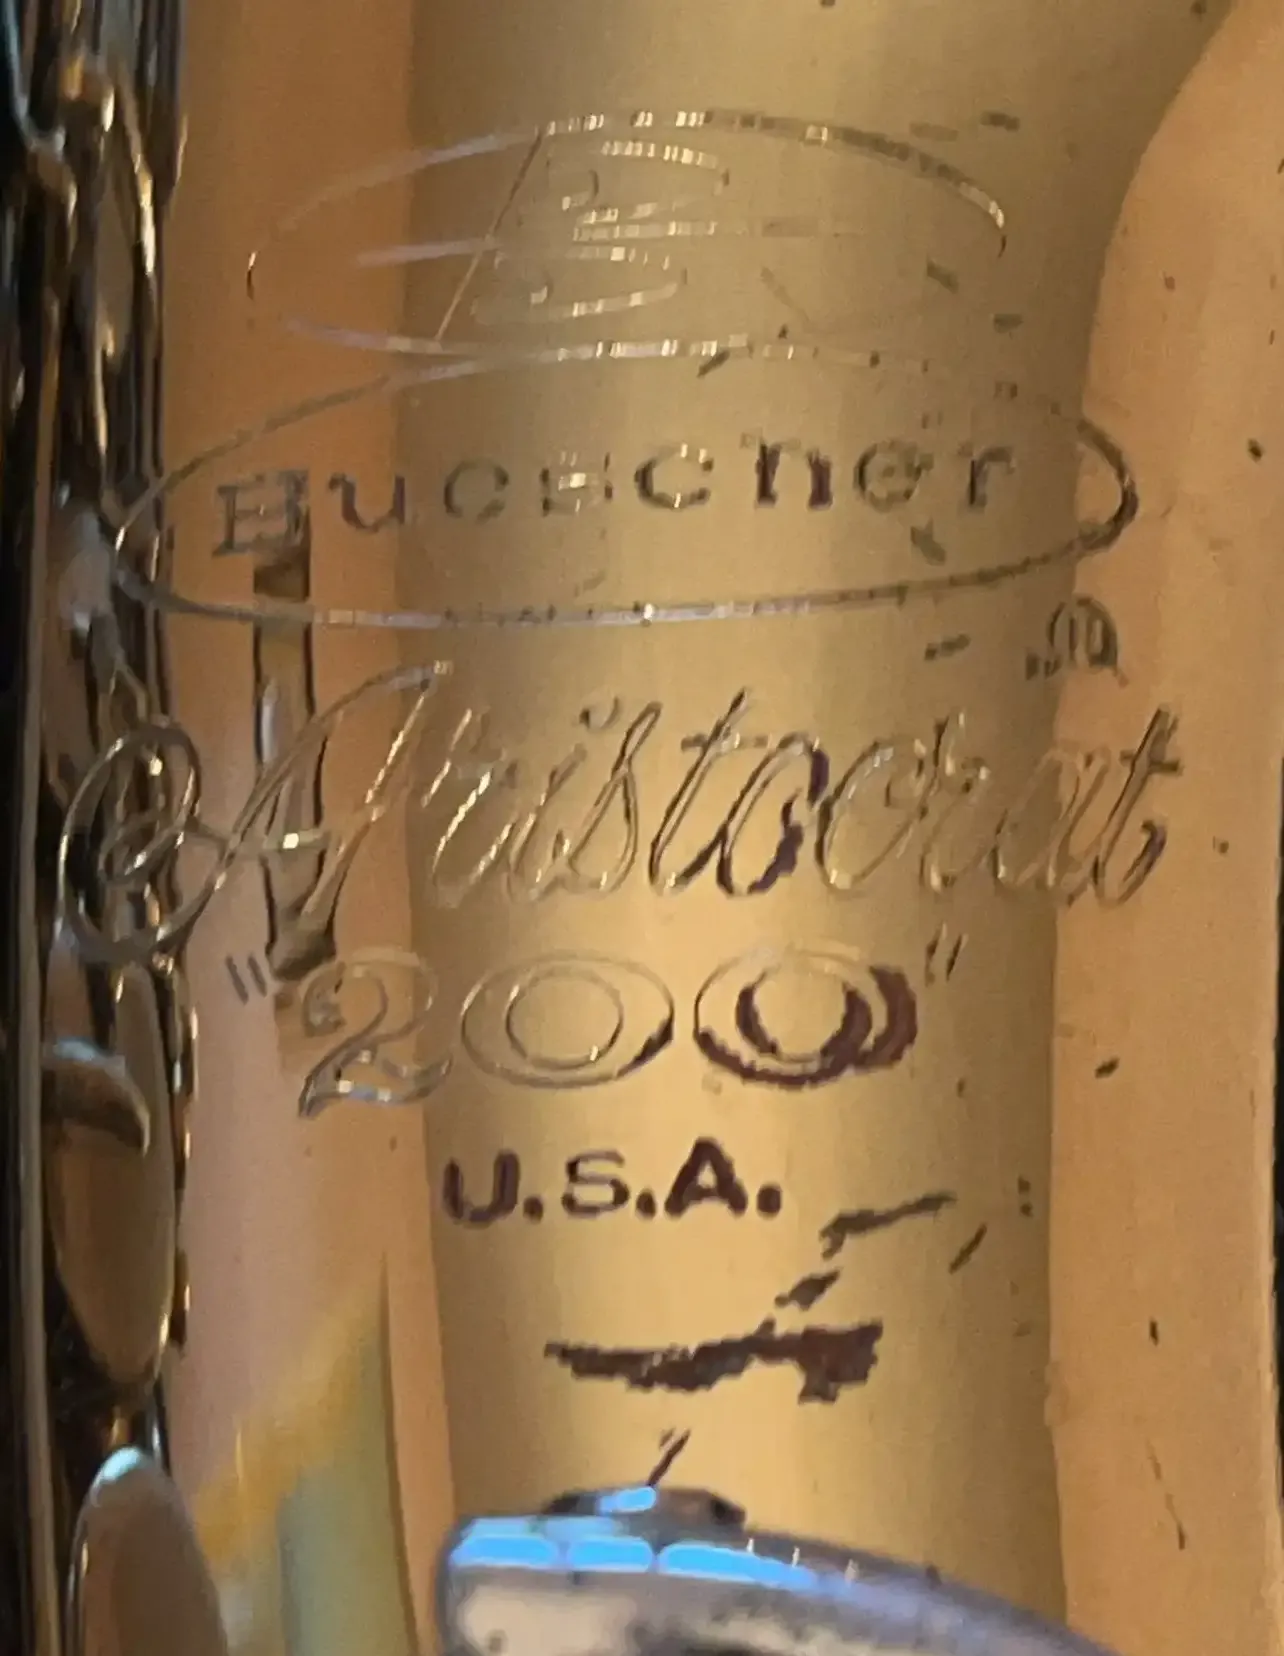 B
Buescher
Aristocrat
"200"
U.S.A.